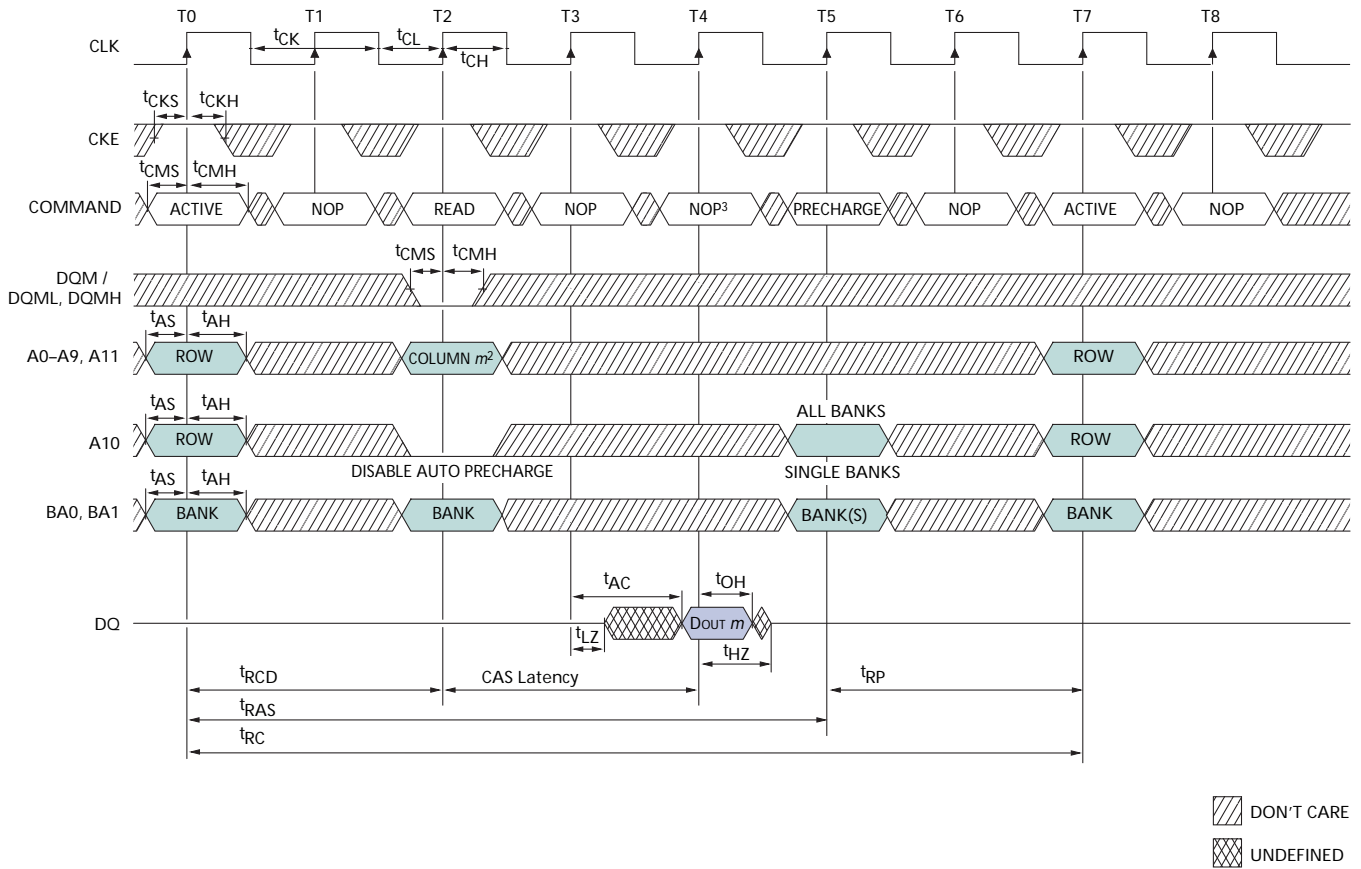 T0 T1 T2 T3 T4 T5 T6 T7 T8
CLK tCK tCL tCH
tCKS tCKH
CKE
tCMS tCMH
COMMAND ACTIVE NOP READ NOP NOP3 PRECHARGE NOP ACTIVE NOP
tCMS tCMH
DQM /
DQML, DQMH
tAS tAH
A0–A9, A11 ROW COLUMN m2 ROW
tAS tAH ALL BANKS
A10 ROW ROW
DISABLE AUTO PRECHARGE SINGLE BANKS
tAS tAH
BA0, BA1 BANK BANK BANK(S) BANK
tAC tOH
DQ DOUT m
tLZ tHZ
tRCD CAS Latency tRP
tRAS
tRC
DON'T CARE
UNDEFINED